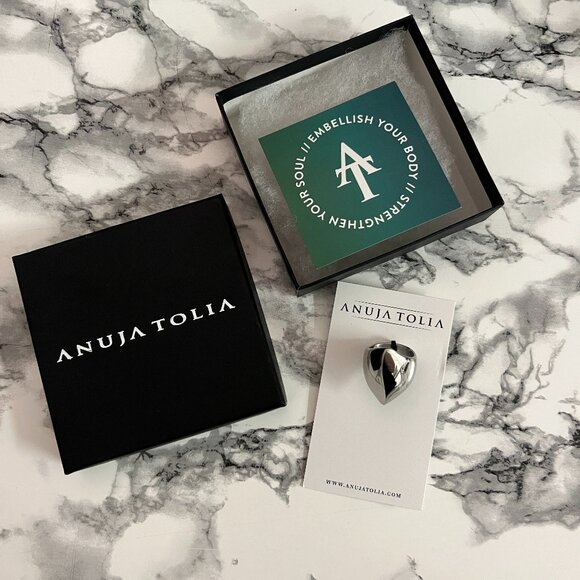 EMBELLISH YOUR BODY // STRENGTHEN YOUR SOUL //
AT
ANUJA TOLIA
ANUJA TOLIA
WWW.ANUJATOLIA.COM